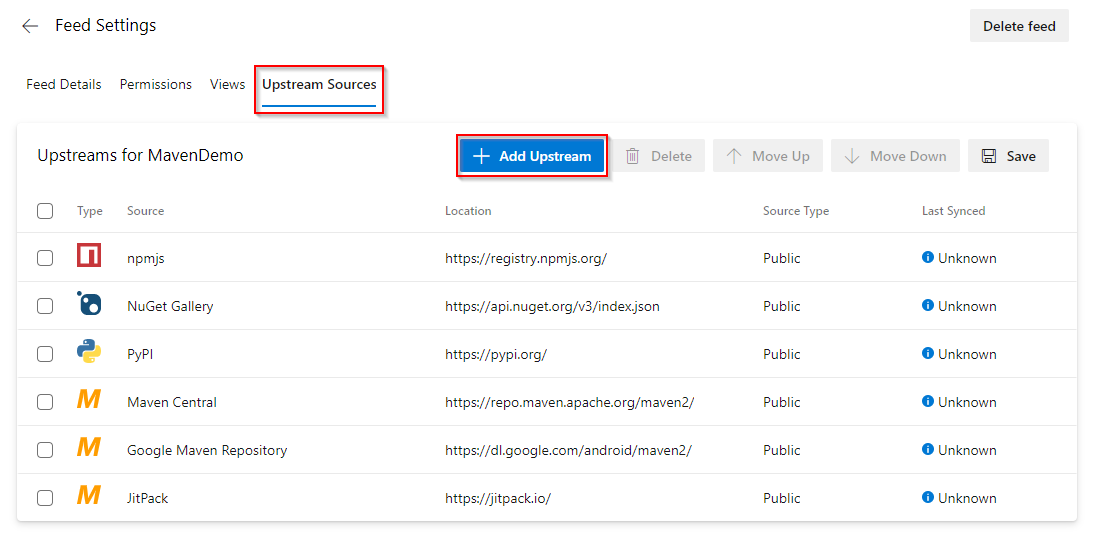 Feed Settings
Delete feed
Feed Details Permissions Views Upstream Sources
Upstreams for MavenDemo
Add Upstream Delete Move Up Move Down Save
Type Source Location Source Type Last Synced
npmjs https://registry.npmjs.org/ Public Unknown
NuGet Gallery https://api.nuget.org/v3/index.json Public Unknown
PyPI https://pypi.org/ Public Unknown
Maven Central https://repo.maven.apache.org/maven2/ Public Unknown
Google Maven Repository https://dl.google.com/android/maven2/ Public Unknown
JitPack https://jitpack.io/ Public Unknown